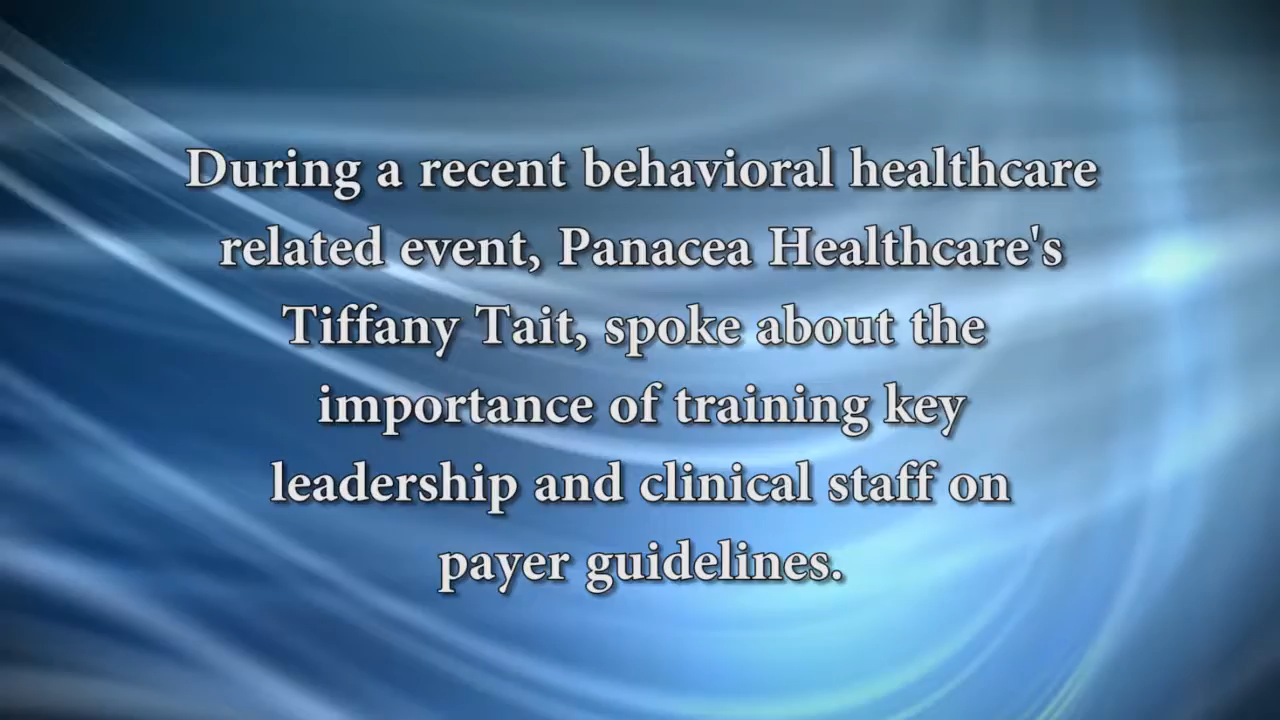 During a recent behavioral healthcare
related event, Panacea Healthcare's
Tiffany Tait, spoke about the
importance of training key
leadership and clinical staff on
payer guidelines.